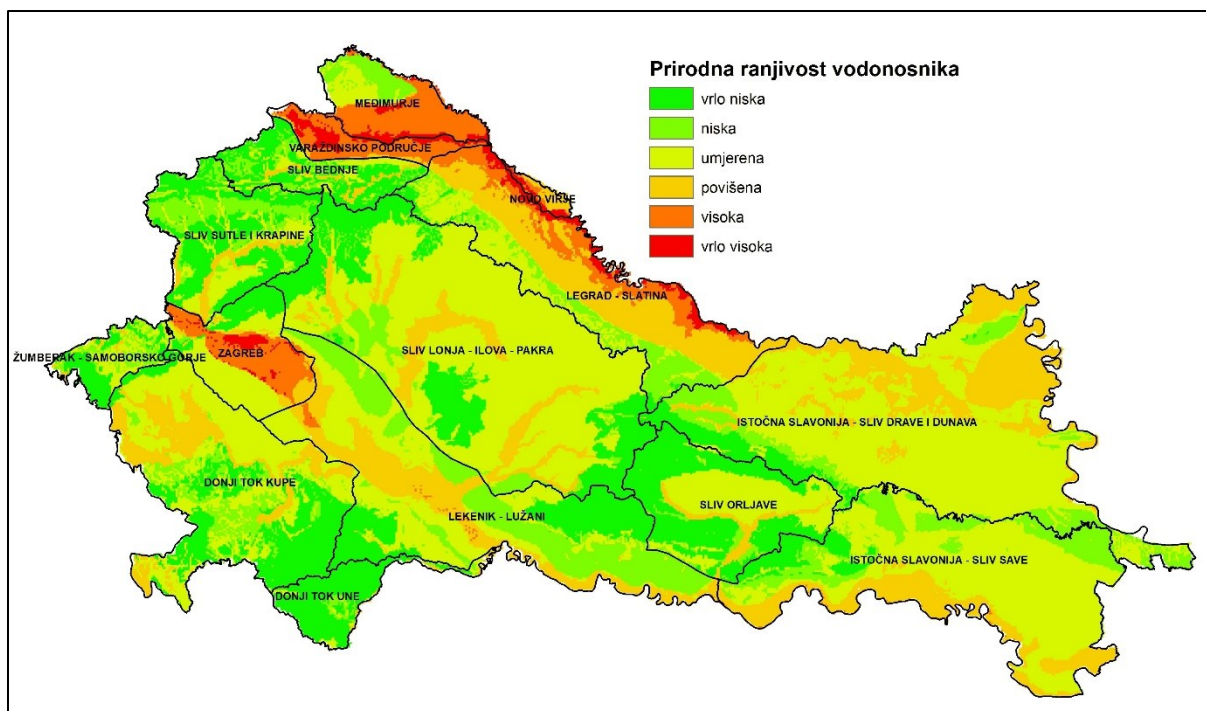 Prirodna ranjivost vodonosnika
vrlo niska
niska
umjerena
povišena
visoka
vrlo visoka
MEĐIMURJE
VARAŽDINSKO PODRUČJE
SLIV BEDNJE
NOVO VIRJE
SLIV SUTLE I KRAPINE
LEGRAD - SLATINA
ŽUMBERAK - SAMOBORSKO GORJE
ZAGREB
SLIV LONJA - ILOVA - PAKRA
ISTOČNA SLAVONIJA - SLIV DRAVE I DUNAVA
DONJI TOK KUPE
SLIV ORLJAVE
LEKENIK - LUŽANI
ISTOČNA SLAVONIJA - SLIV SAVE
DONJI TOK UNE